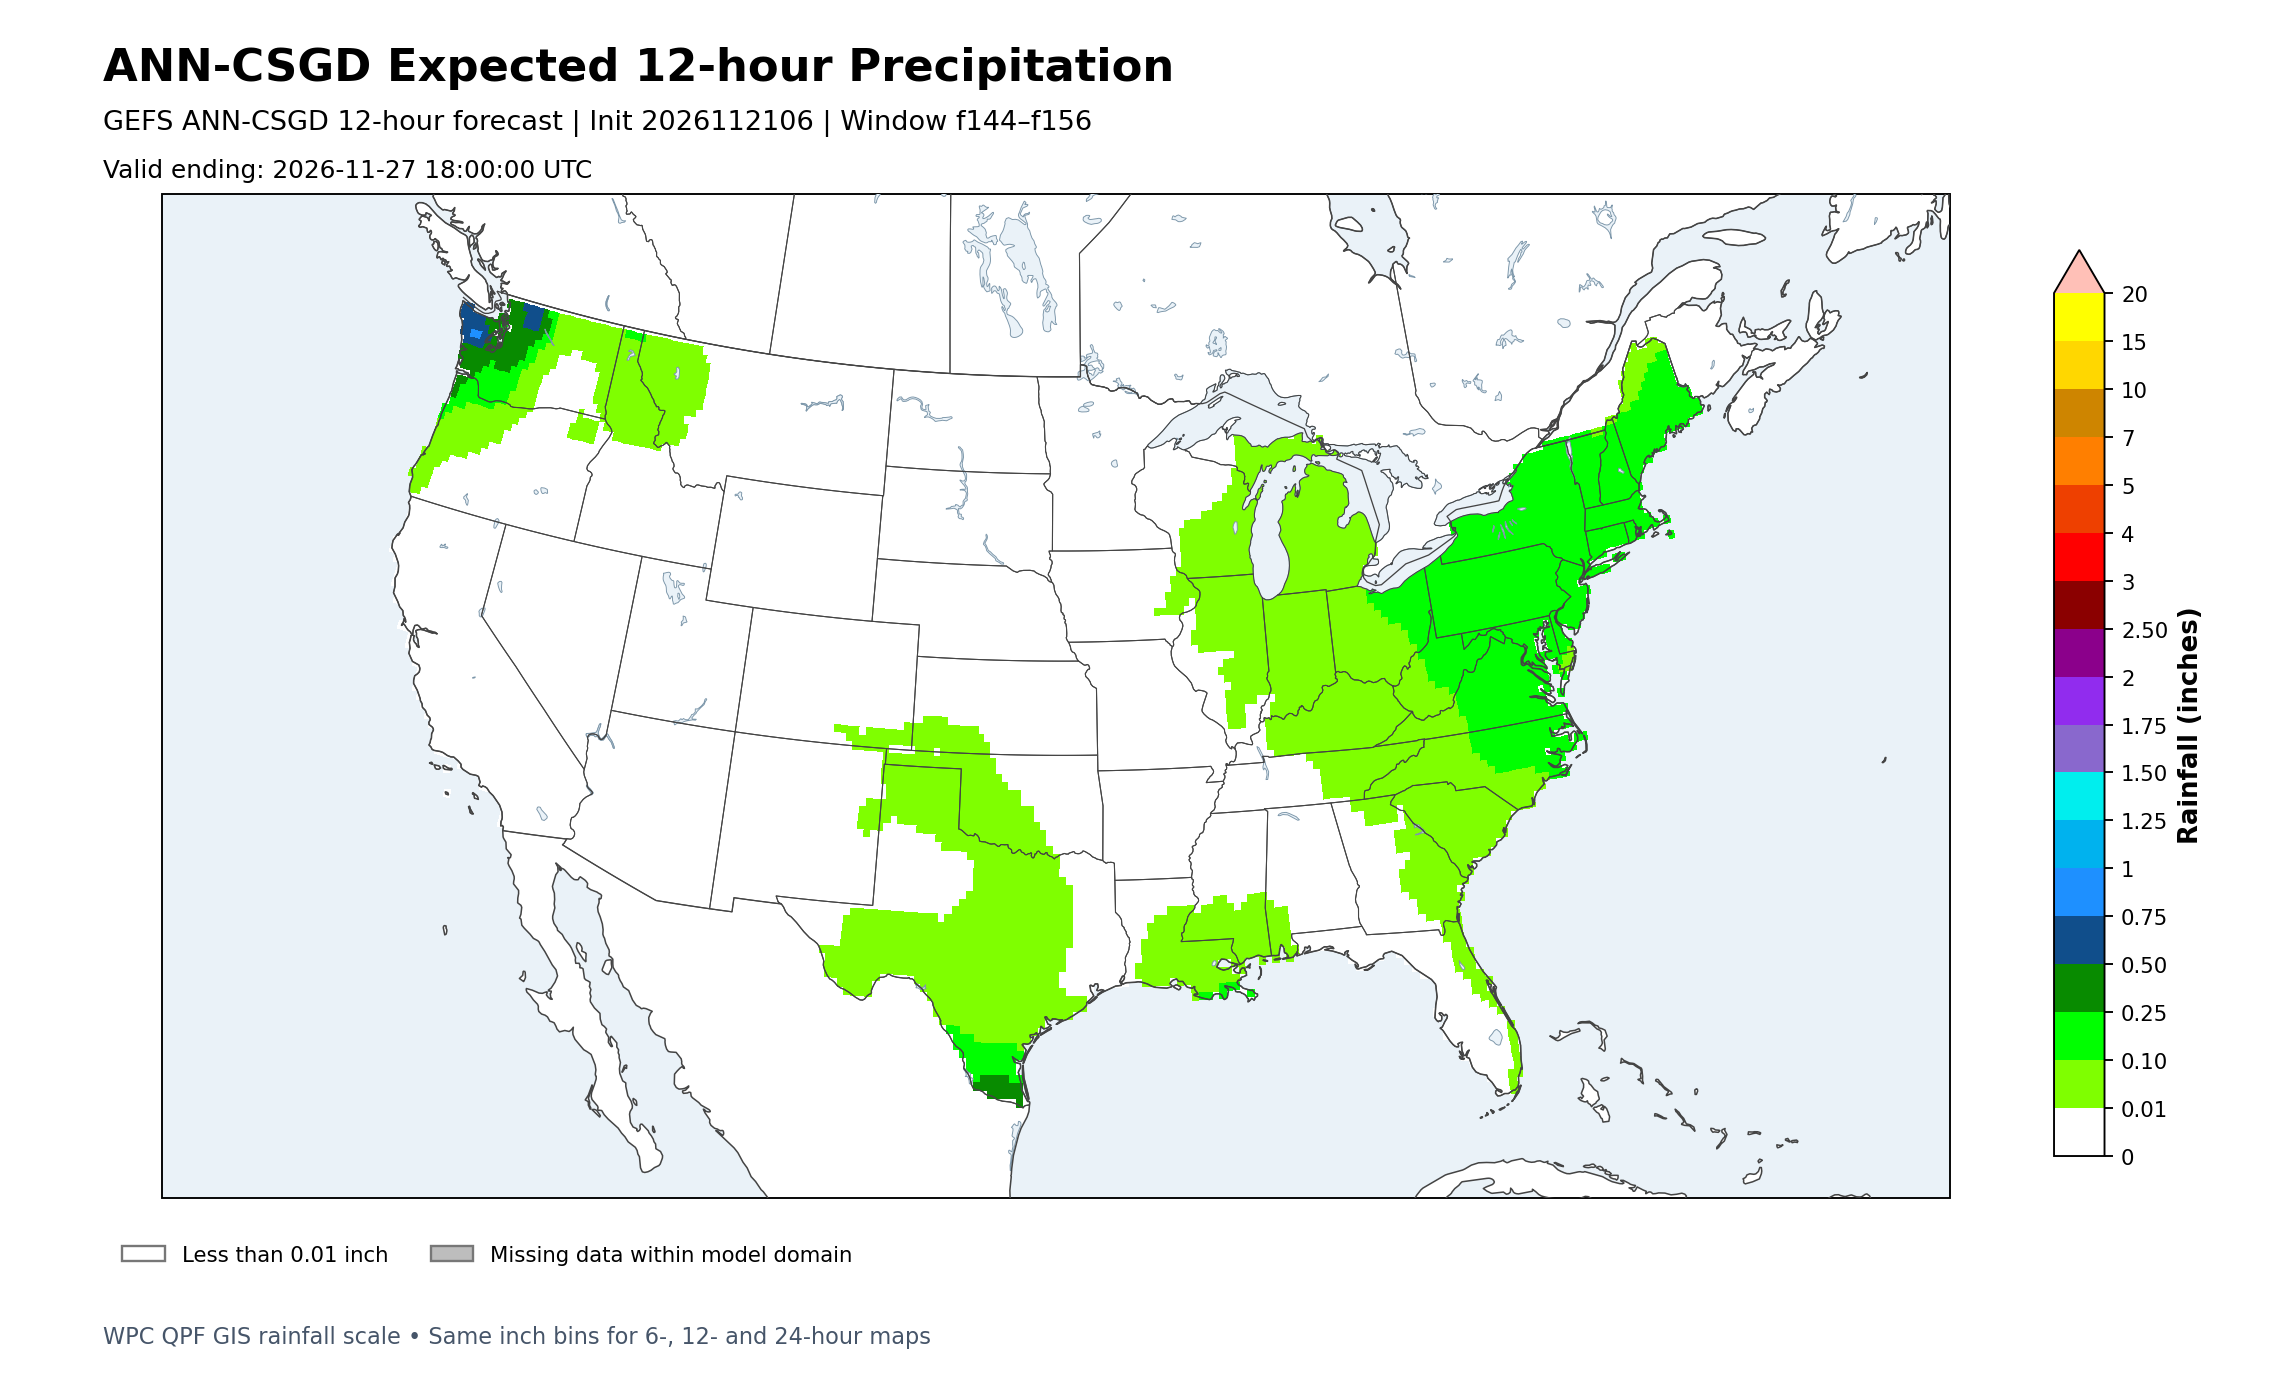 ANN-CSGD Expected 12-hour Precipitation
GEFS ANN-CSGD 12-hour forecast | Init 2026112106 | Window f144–f156
Valid ending: 2026-11-27 18:00:00 UTC
20
15
10
7
5
4
3
2.50
2
1.75
1.50
1.25
1
0.75
0.50
0.25
0.10
0.01
0
Rainfall (inches)
Less than 0.01 inch
Missing data within model domain
WPC QPF GIS rainfall scale • Same inch bins for 6-, 12- and 24-hour maps